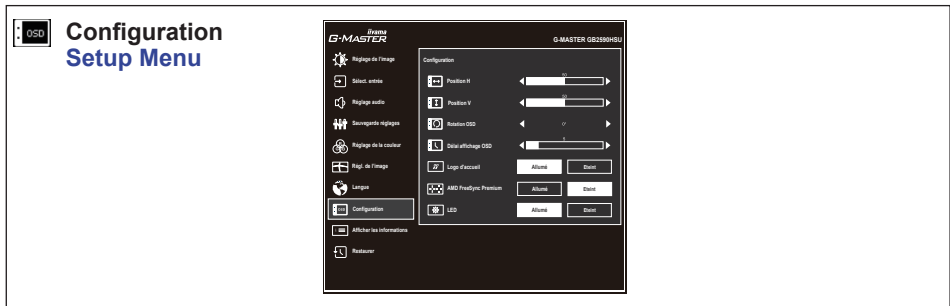 OSD
Configuration
Setup Menu
iiyama
G-MASTER
G-MASTER GB2590HSU
Réglage de l'image
Sélect. entrée
Réglage audio
Sauvegarde réglages
Réglage de la couleur
Régl. de l'image
Langue
OSD
Configuration
Afficher les informations
Restaurer
Configuration
Position H
50
Position V
50
Rotation OSD
0°
Délai affichage OSD
5
Logo d'accueil
Allumé
Eteint
AMD FreeSync Premium
Allumé
Eteint
LED
Allumé
Eteint